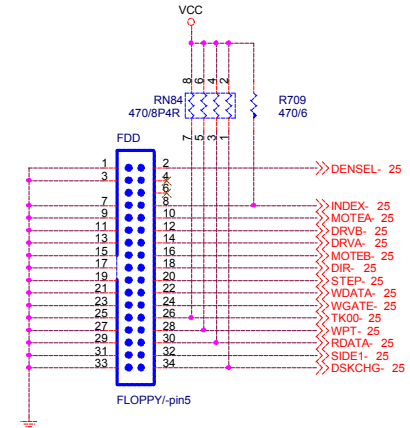 VCC
8 6 4 2
RN84
470/8P4R
R709
470/6
7 5 3 1
FDD
1 2 DENSEL- 25
3 4
6
7 8 INDEX- 25
9 10 MOTEA- 25
11 12 DRVB- 25
13 14 DRVA- 25
15 16 MOTEB- 25
17 18 DIR- 25
19 20 STEP- 25
21 22 WDATA- 25
23 24 WGATE- 25
25 26 TK00- 25
27 28 WPT- 25
29 30 RDATA- 25
31 32 SIDE1- 25
33 34 DSKCHG- 25
FLOPPY/-pin5